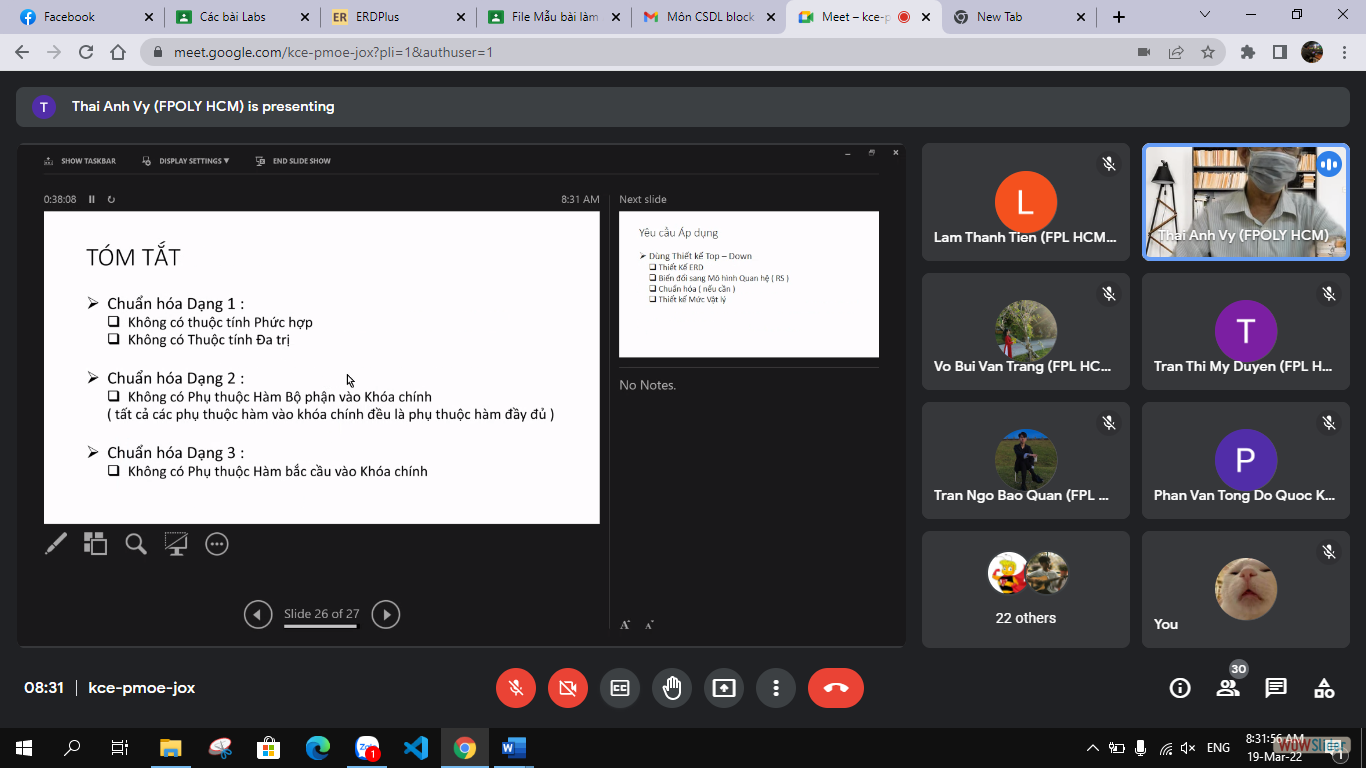 Facebook
Các bài Labs
ER ERDPlus
File Mẫu bài làm
Môn CSDL block
Meet – kce-p
New Tab
meet.google.com/kce-pmoe-jox?pli=1&authuser=1
T Thai Anh Vy (FPOLY HCM) is presenting
SHOW TASKBAR DISPLAY SETTINGS ▼ END SLIDE SHOW
0:38:08 8:31 AM
TÓM TẮT
➢ Chuẩn hóa Dạng 1 :
❑ Không có thuộc tính Phức hợp
❑ Không có Thuộc tính Đa trị
➢ Chuẩn hóa Dạng 2 :
❑ Không có Phụ thuộc Hàm Bộ phận vào Khóa chính
( tất cả các phụ thuộc hàm vào khóa chính đều là phụ thuộc hàm đầy đủ )
➢ Chuẩn hóa Dạng 3 :
❑ Không có Phụ thuộc Hàm bắc cầu vào Khóa chính
Slide 26 of 27
Next slide
Yêu cầu Áp dụng
➢ Dùng Thiết kế Top – Down
❑ Thiết Kế ERD
❑ Biến đổi sang Mô hình Quan hệ ( RS )
❑ Chuẩn hóa ( nếu cần )
❑ Thiết kế Mức Vật lý
No Notes.
A A
L
Lam Thanh Tien (FPL HCM...
Thai Anh Vy (FPOLY HCM)
Vo Bui Van Trang (FPL HC...
T
Tran Thi My Duyen (FPL H...
Tran Ngo Bao Quan (FPL ...
P
Phan Van Tong Do Quoc K...
22 others
You
08:31 | kce-pmoe-jox
CC
30
Zalo 1
W
ENG
8:31:56 AM
19-Mar-22
1